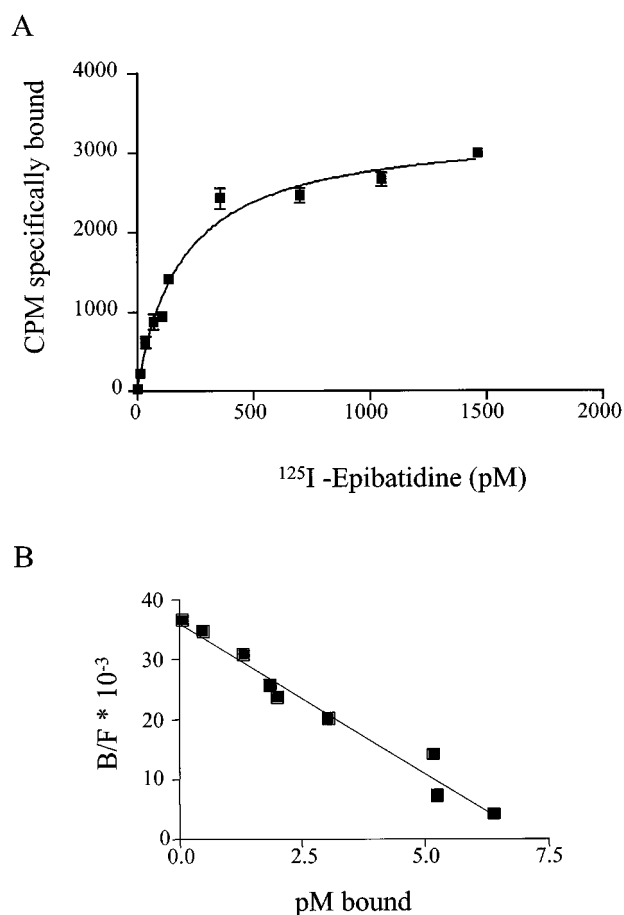 A
CPM specifically bound
4000
3000
2000
1000
0
0 500 1000 1500 2000
¹²⁵I -Epibatidine (pM)
B
B/F * 10⁻³
40
30
20
10
0
0.0 2.5 5.0 7.5
pM bound